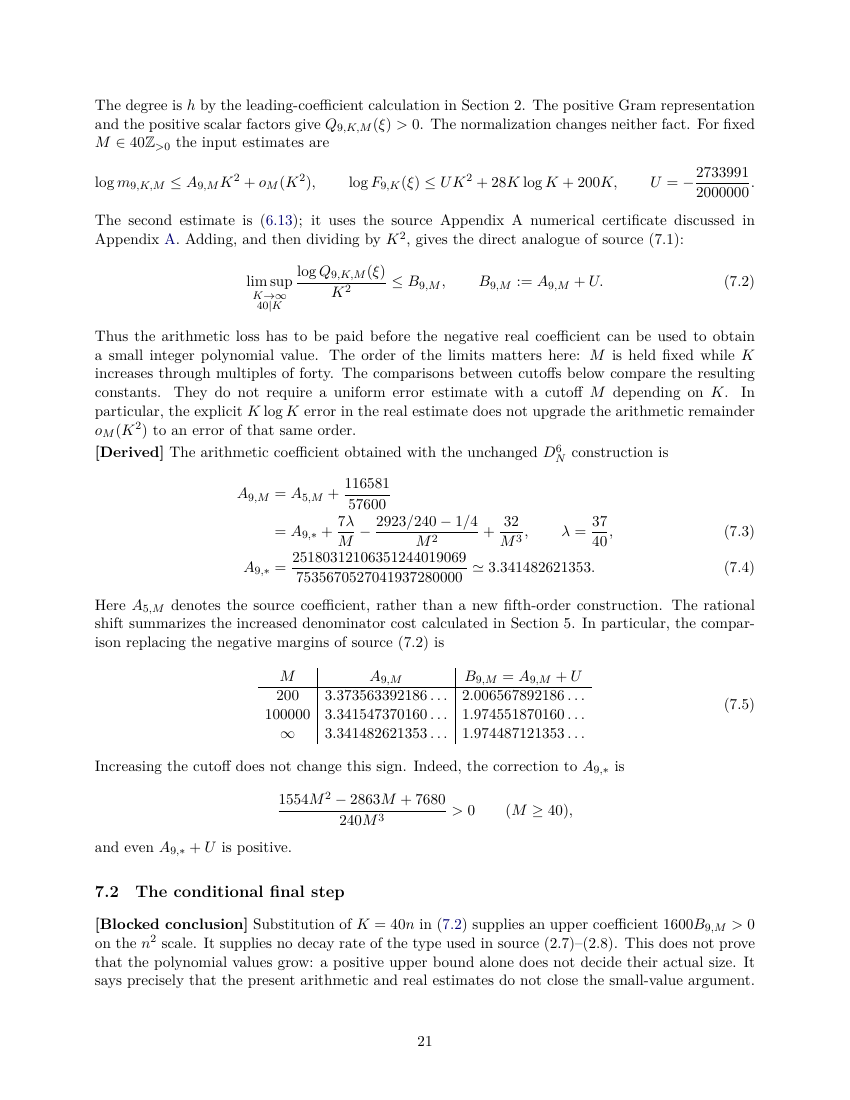 The degree is h by the leading-coefficient calculation in Section 2. The positive Gram representation
and the positive scalar factors give Q_{9,K,M}(ξ) > 0. The normalization changes neither fact. For fixed
M ∈ 40ℤ_{>0} the input estimates are
log m_{9,K,M} ≤ A_{9,M}K² + o_M(K²), log F_{9,K}(ξ) ≤ UK² + 28K log K + 200K, U = −2733991/2000000.
The second estimate is (6.13); it uses the source Appendix A numerical certificate discussed in
Appendix A. Adding, and then dividing by K², gives the direct analogue of source (7.1):
lim sup_{K→∞, 40|K} log Q_{9,K,M}(ξ)/K² ≤ B_{9,M}, B_{9,M} := A_{9,M} + U. (7.2)
Thus the arithmetic loss has to be paid before the negative real coefficient can be used to obtain
a small integer polynomial value. The order of the limits matters here: M is held fixed while K
increases through multiples of forty. The comparisons between cutoffs below compare the resulting
constants. They do not require a uniform error estimate with a cutoff M depending on K. In
particular, the explicit K log K error in the real estimate does not upgrade the arithmetic remainder
o_M(K²) to an error of that same order.
[Derived] The arithmetic coefficient obtained with the unchanged D_N^6 construction is
A_{9,M} = A_{5,M} + 116581/57600
= A_{9,*} + 7λ/M − (2923/240 − 1/4)/M² + 32/M³, λ = 37/40, (7.3)
A_{9,*} = 25180312106351244019069/7535670527041937280000 ≃ 3.341482621353. (7.4)
Here A_{5,M} denotes the source coefficient, rather than a new fifth-order construction. The rational
shift summarizes the increased denominator cost calculated in Section 5. In particular, the compar-
ison replacing the negative margins of source (7.2) is
M | A_{9,M} | B_{9,M} = A_{9,M} + U
200 | 3.373563392186... | 2.006567892186...
100000 | 3.341547370160... | 1.974551870160... (7.5)
∞ | 3.341482621353... | 1.974487121353...
Increasing the cutoff does not change this sign. Indeed, the correction to A_{9,*} is
(1554M² − 2863M + 7680)/(240M³) > 0 (M ≥ 40),
and even A_{9,*} + U is positive.
7.2 The conditional final step
[Blocked conclusion] Substitution of K = 40n in (7.2) supplies an upper coefficient 1600B_{9,M} > 0
on the n² scale. It supplies no decay rate of the type used in source (2.7)–(2.8). This does not prove
that the polynomial values grow: a positive upper bound alone does not decide their actual size. It
says precisely that the present arithmetic and real estimates do not close the small-value argument.
21